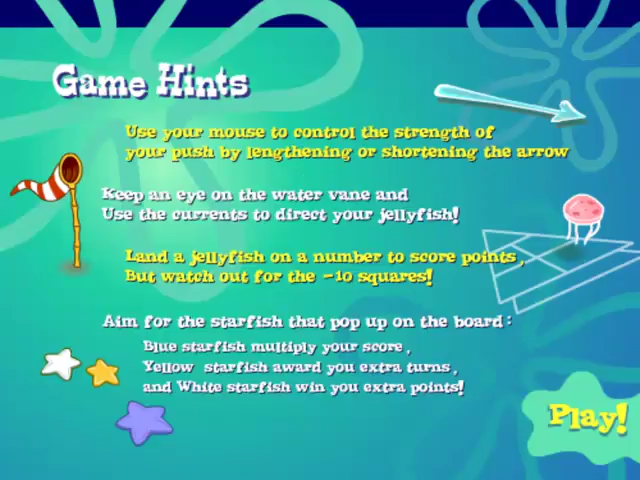 Game Hints
Use your mouse to control the strength of
your push by lengthening or shortening the arrow
Keep an eye on the water vane and
Use the currents to direct your jellyfish!
Land a jellyfish on a number to score points,
But watch out for the -10 squares!
Aim for the starfish that pop up on the board:
Blue starfish multiply your score,
Yellow starfish award you extra turns,
and White starfish win you extra points!
Play!